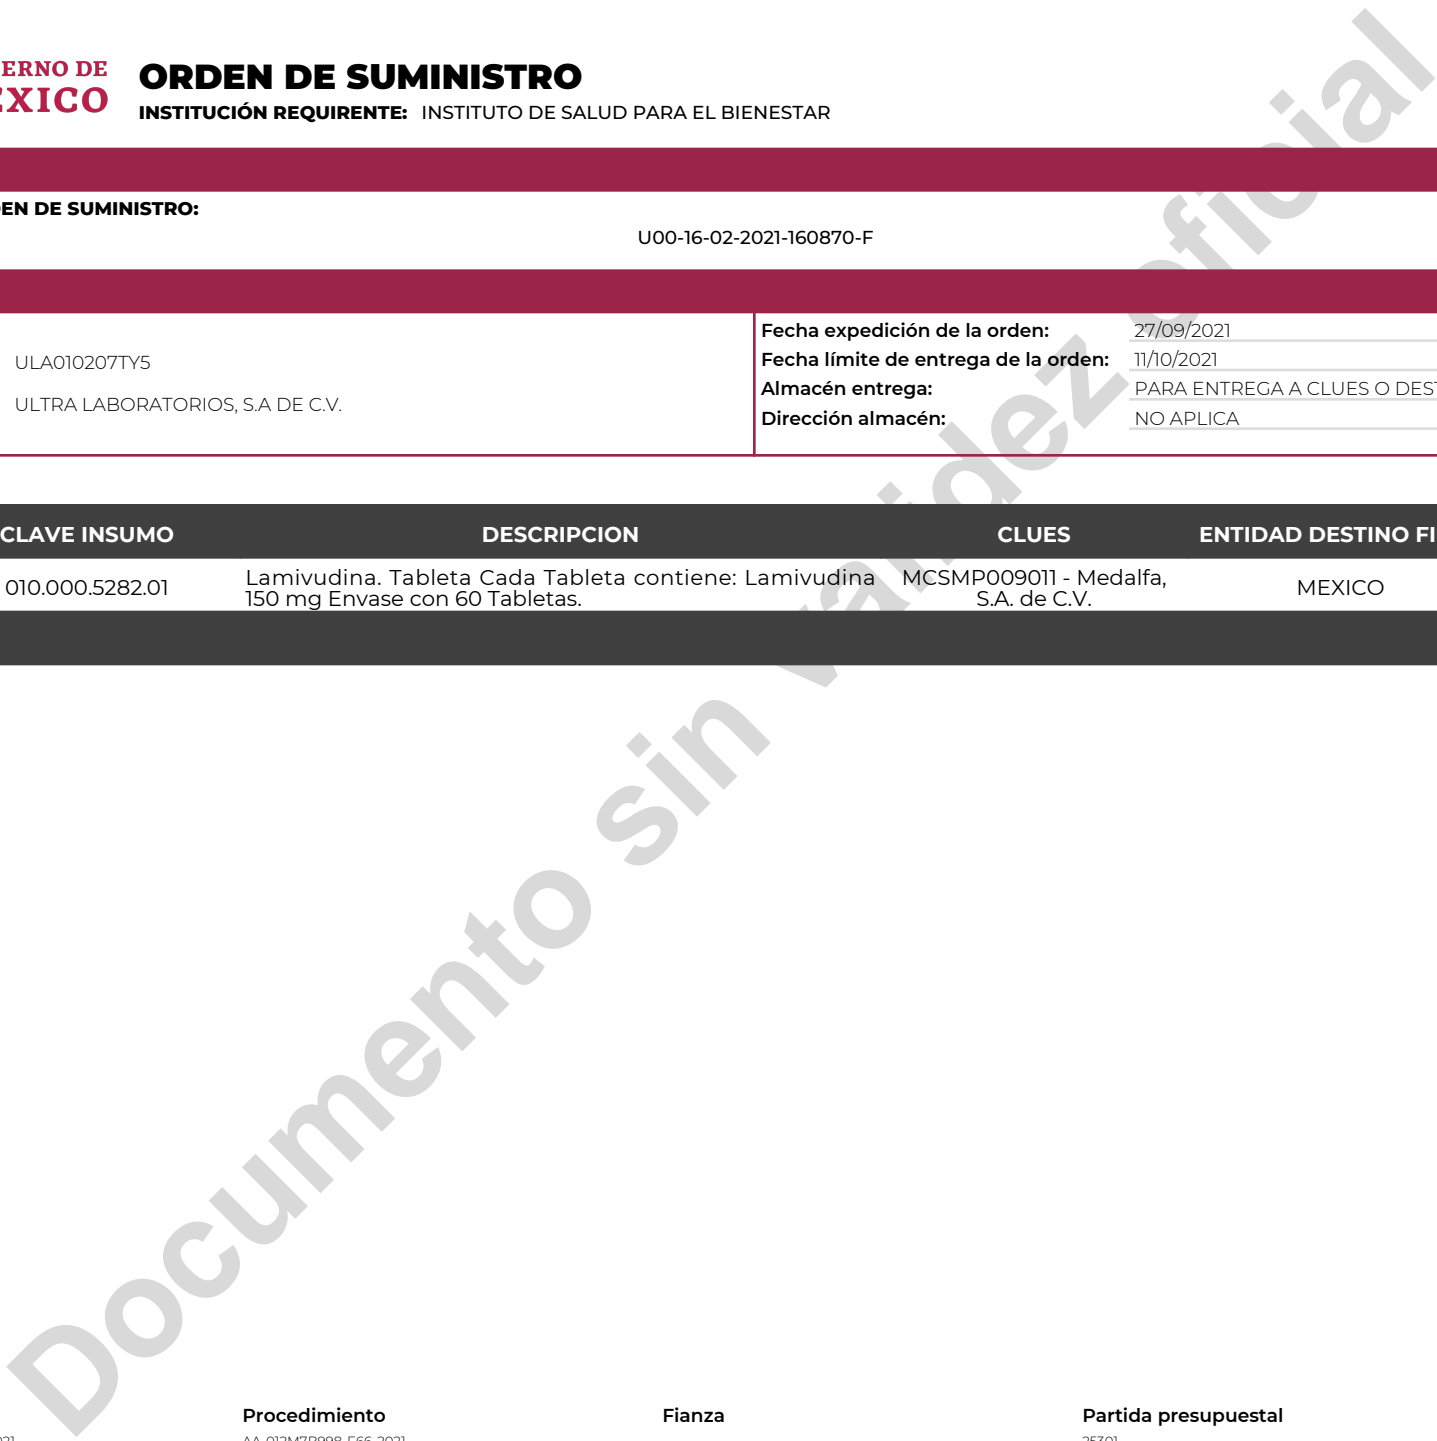 ERNO DE
ORDEN DE SUMINISTRO
XICO
INSTITUCIÓN REQUIRENTE: INSTITUTO DE SALUD PARA EL BIENESTAR
EN DE SUMINISTRO:
U00-16-02-2021-160870-F
Fecha expedición de la orden: 27/09/2021
ULA010207TY5
Fecha límite de entrega de la orden: 11/10/2021
Almacén entrega: PARA ENTREGA A CLUES O DEST
ULTRA LABORATORIOS, S.A DE C.V.
Dirección almacén: NO APLICA
CLAVE INSUMO DESCRIPCION CLUES ENTIDAD DESTINO FI
010.000.5282.01 Lamivudina. Tableta Cada Tableta contiene: Lamivudina 
150 mg Envase con 60 Tabletas.
MCSMP009011 - Medalfa,
S.A. de C.V.
MEXICO
Documento sin validez oficial
Procedimiento Fianza Partida presupuestal